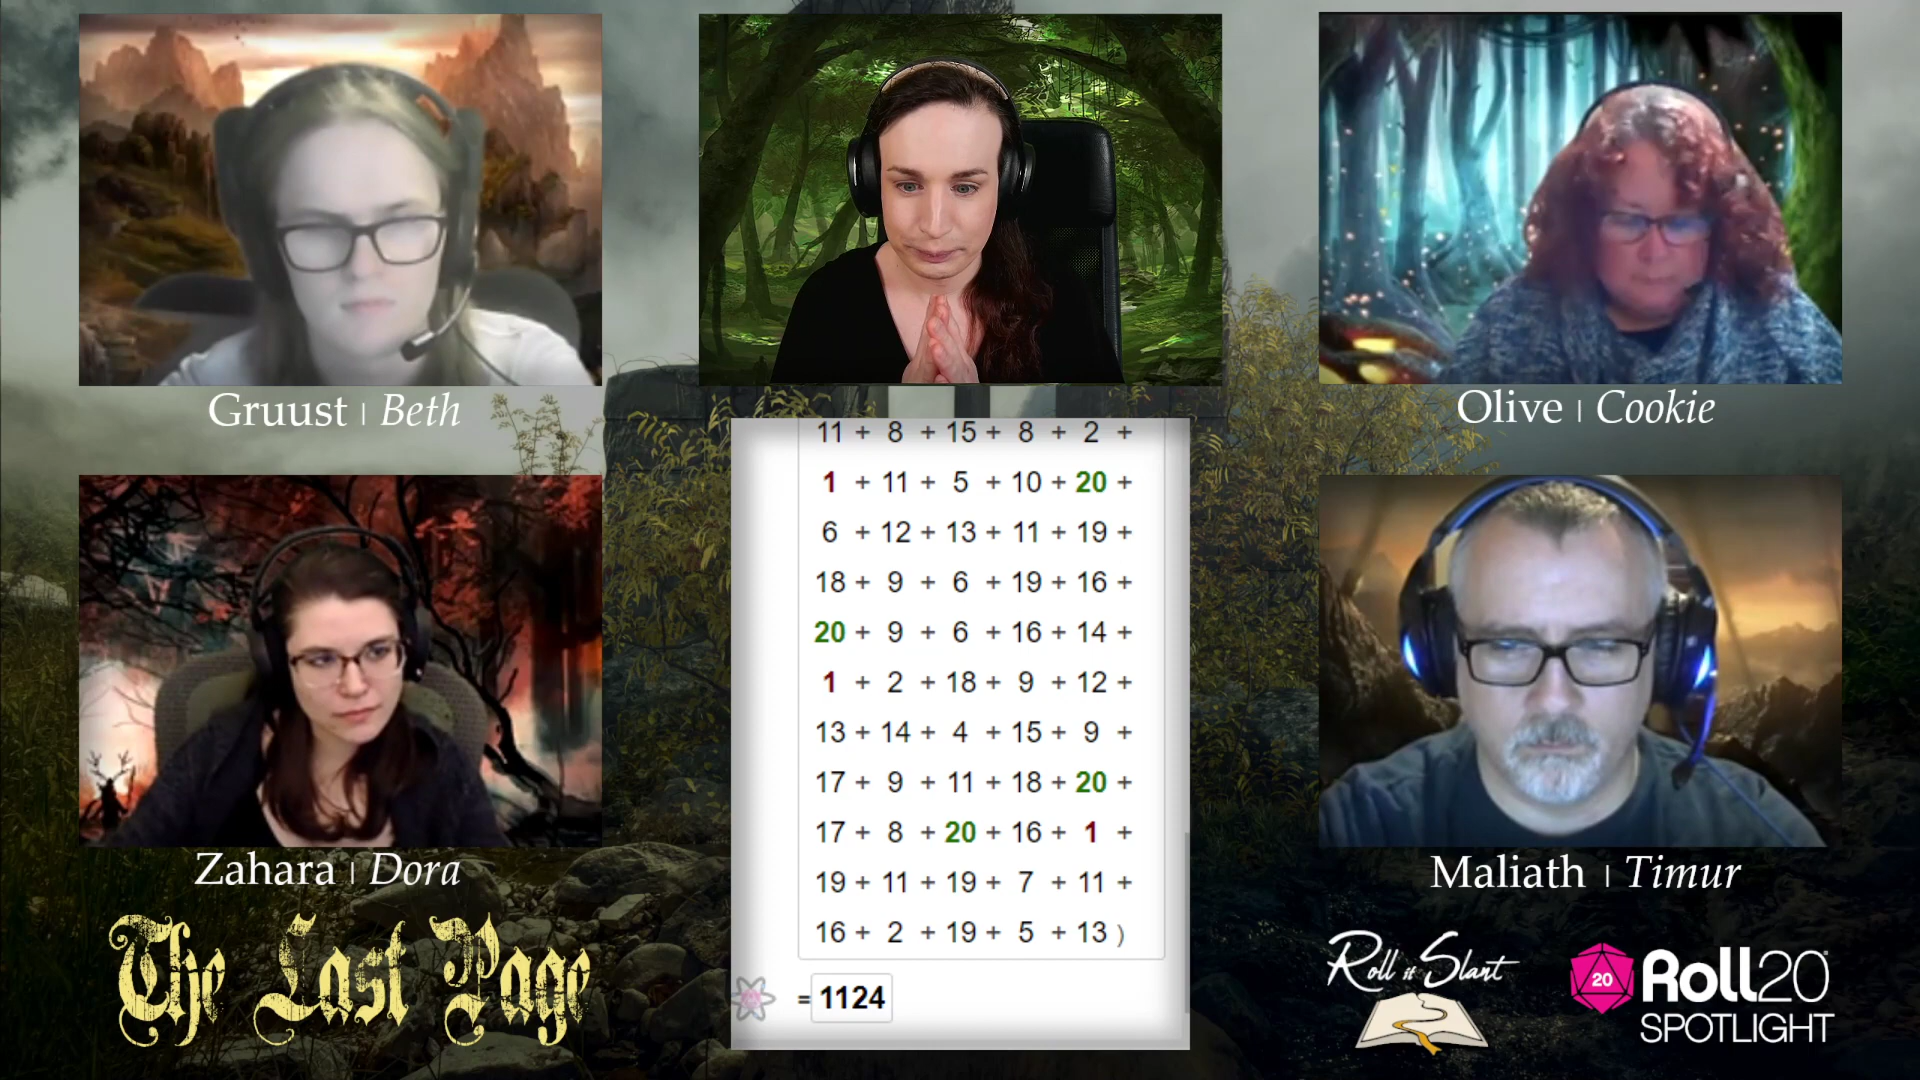 Gruust | Beth
Olive | Cookie
11 + 8 + 15 + 8 + 2 +
1 + 11 + 5 + 10 + 20 +
6 + 12 + 13 + 11 + 19 +
18 + 9 + 6 + 19 + 16 +
20 + 9 + 6 + 16 + 14 +
1 + 2 + 18 + 9 + 12 +
13 + 14 + 4 + 15 + 9 +
17 + 9 + 11 + 18 + 20 +
17 + 8 + 20 + 16 + 1 +
19 + 11 + 19 + 7 + 11 +
16 + 2 + 19 + 5 + 13 )
= 1124
Zahara | Dora
Maliath | Timur
The Last Page
Roll it Slant
20
Roll20
SPOTLIGHT